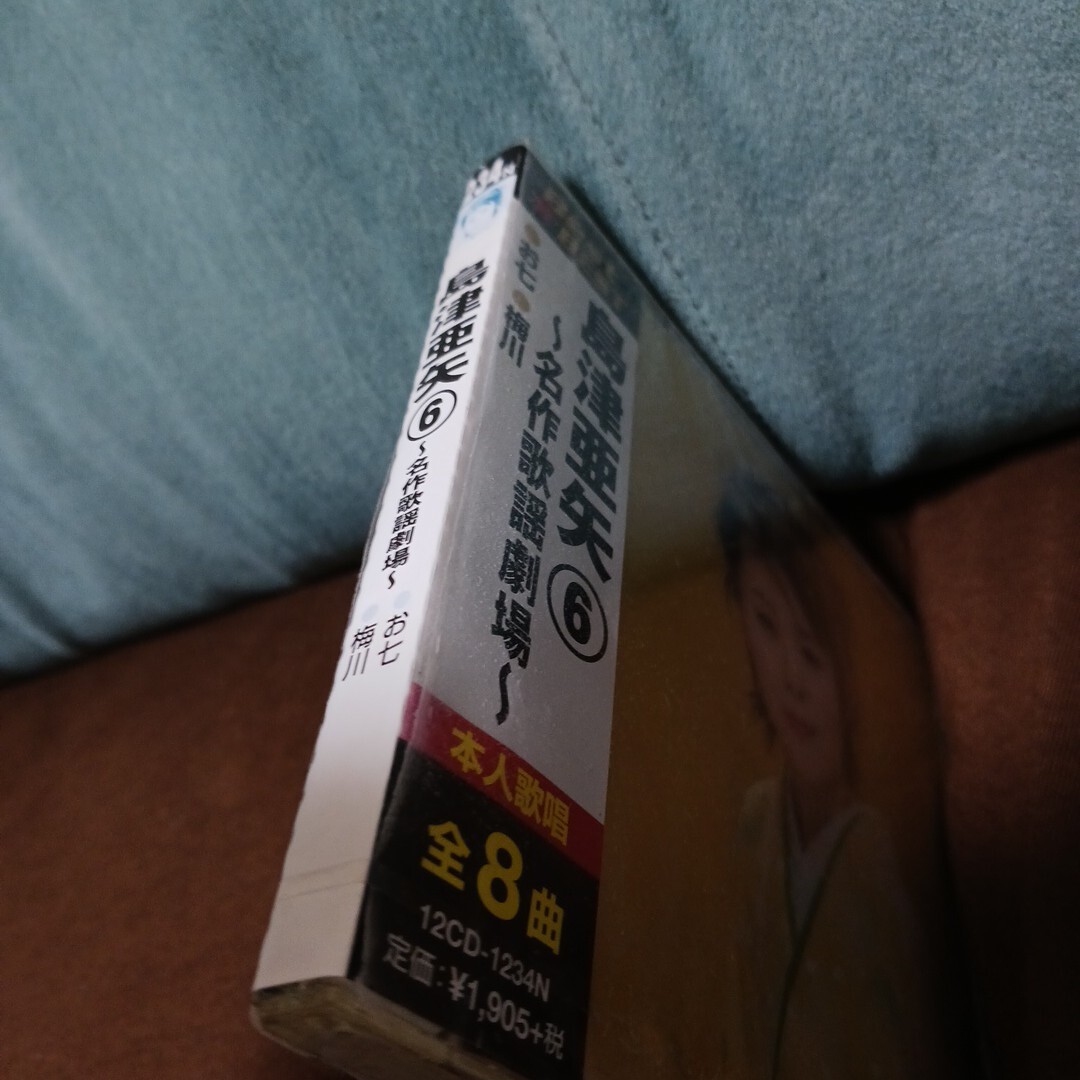 島津亜矢⑥
～名作歌謡劇場～
●お七
●梅川
島津亜矢⑥
～名作歌謡劇場～
●お七 ●梅川
本人歌唱
全8曲
12CD-1234N
定価:¥1,905+税